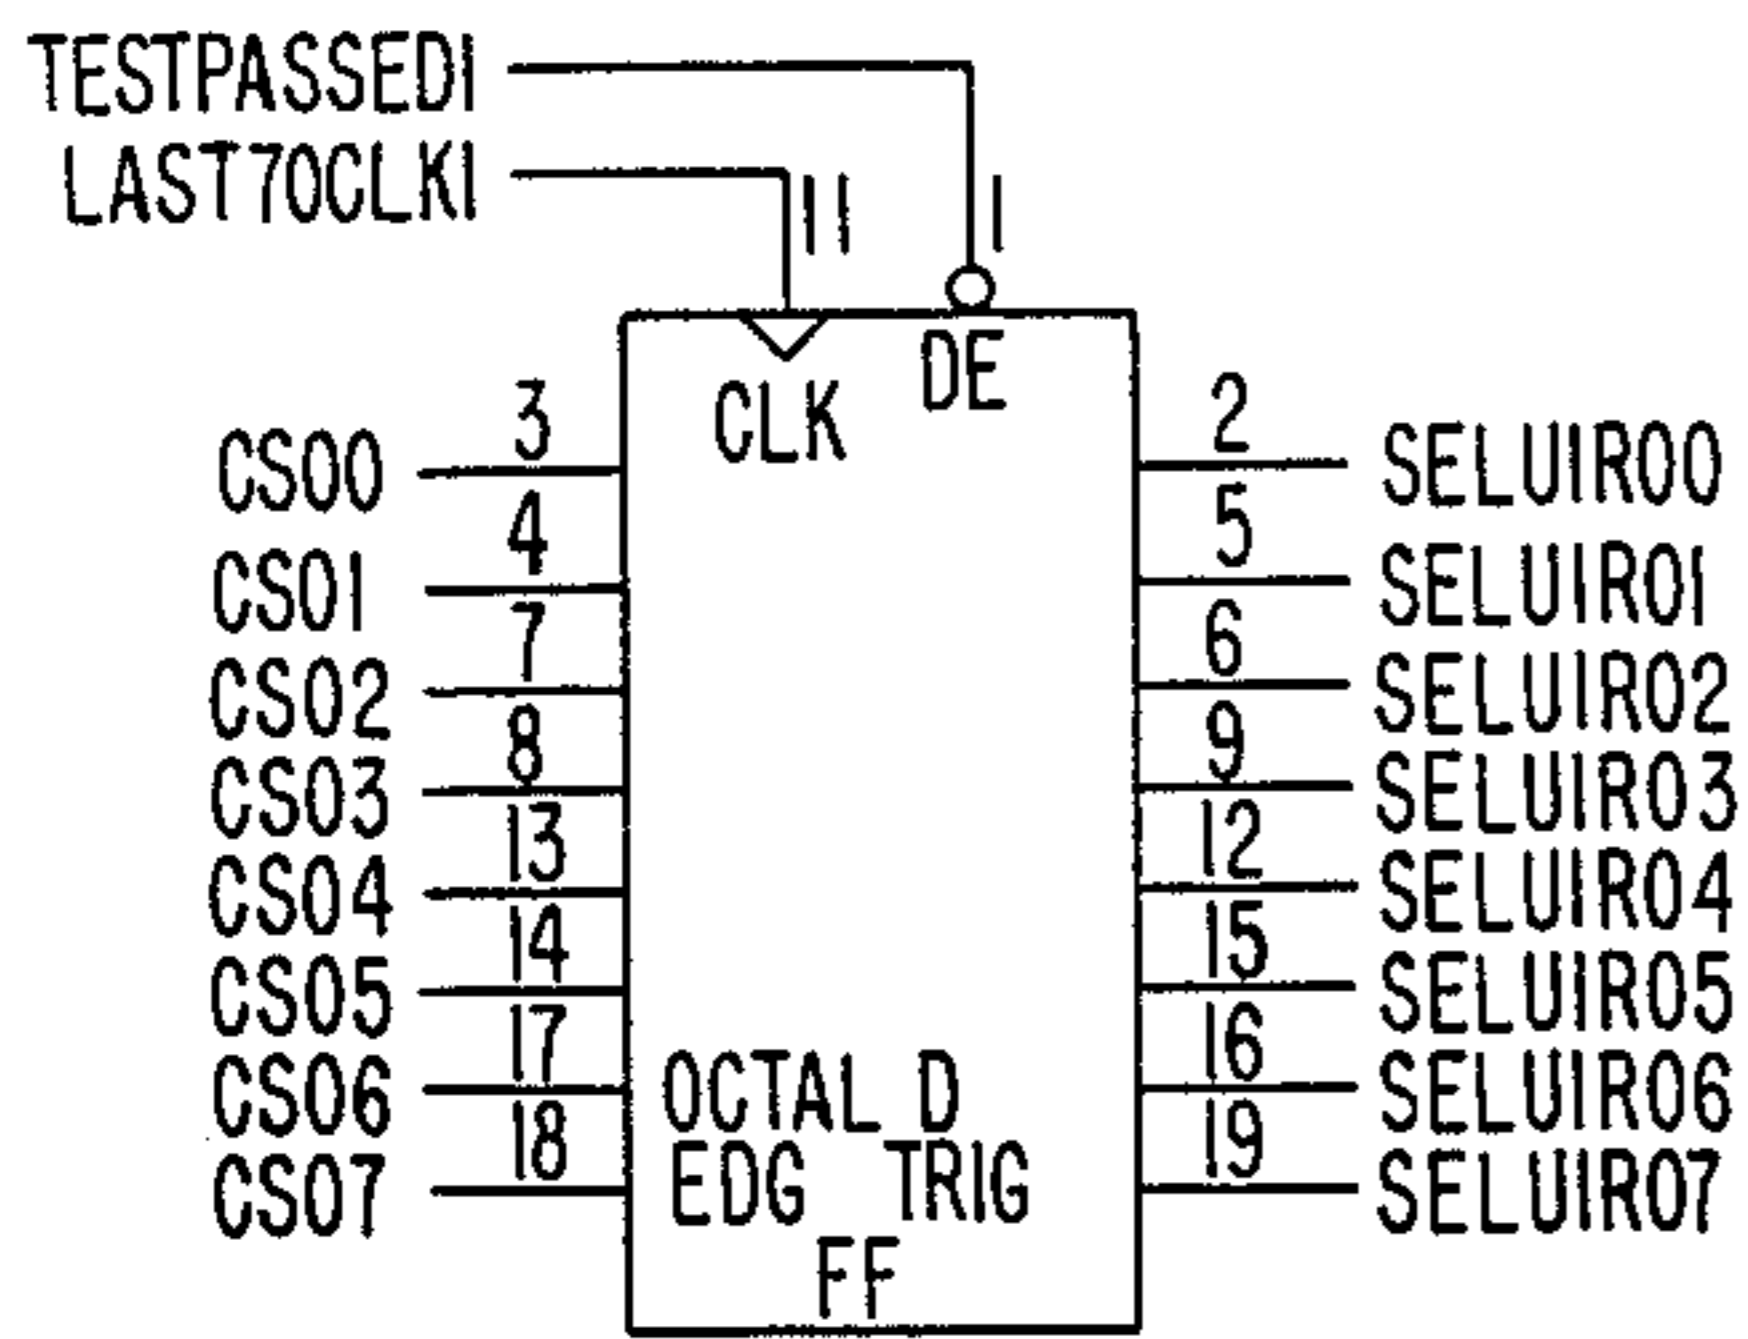 TESTPASSED1
LAST70CLK1
11 1
CLK DE
CS00 3 2 SELUIR00
CS01 4 5 SELUIR01
CS02 7 6 SELUIR02
CS03 8 9 SELUIR03
CS04 13 12 SELUIR04
CS05 14 15 SELUIR05
CS06 17 16 SELUIR06
CS07 18 19 SELUIR07
OCTAL D
EDG TRIG
FF